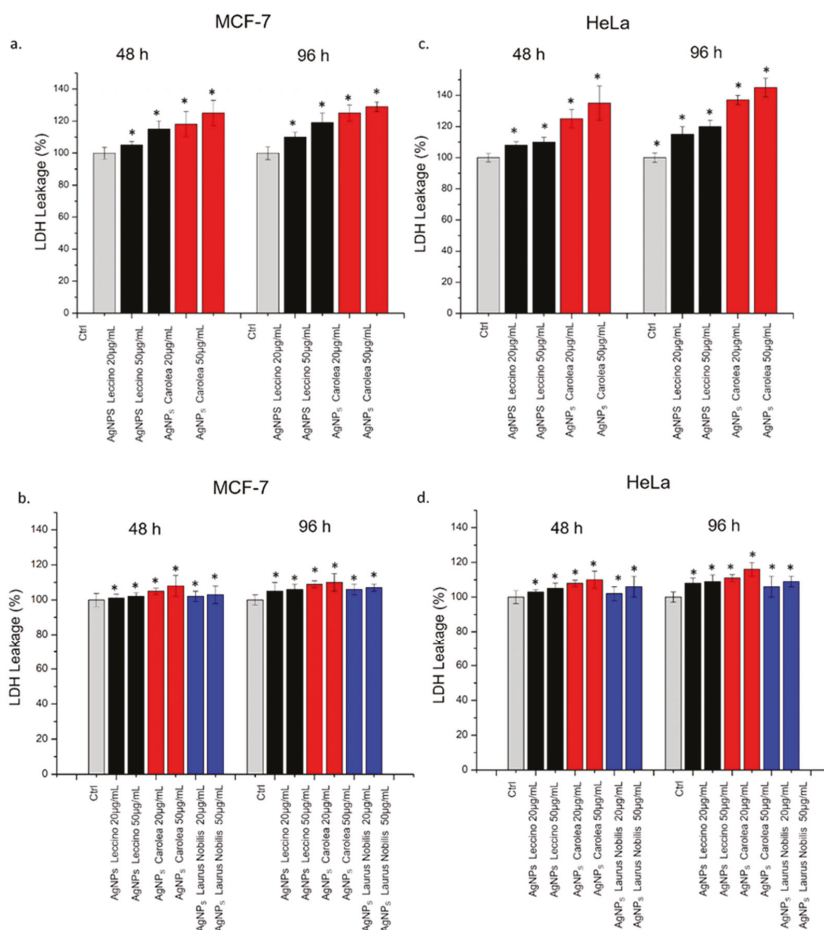 MCF-7
a.
48 h
96 h
LDH Leakage (%)
140
120
100
80
60
40
20
0
* * * *
* * * *
Ctrl
AgNPS Leccino 20µg/mL
AgNPS Leccino 50µg/mL
AgNPS Carolea 20µg/mL
AgNPS Carolea 50µg/mL
Ctrl
AgNPS Leccino 20µg/mL
AgNPS Leccino 50µg/mL
AgNPS Carolea 20µg/mL
AgNPS Carolea 50µg/mL
HeLa
c.
48 h
96 h
LDH Leakage (%)
140
120
100
80
60
40
20
0
* * * *
* * * * *
Ctrl
AgNPS Leccino 20µg/mL
AgNPS Leccino 50µg/mL
AgNPS Carolea 20µg/mL
AgNPS Carolea 50µg/mL
Ctrl
AgNPS Leccino 20µg/mL
AgNPS Leccino 50µg/mL
AgNPS Carolea 20µg/mL
AgNPS Carolea 50µg/mL
MCF-7
b.
48 h
96 h
LDH Leakage (%)
140
120
100
80
60
40
20
0
* * * * * *
* * * * * *
Ctrl
AgNPs Leccino 20µg/mL
AgNPs Leccino 50µg/mL
AgNPS Carolea 20µg/mL
AgNPS Carolea 50µg/mL
AgNPS Laurus Nobilis 20µg/mL
AgNPS Laurus Nobilis 50µg/mL
Ctrl
AgNPs Leccino 20µg/mL
AgNPs Leccino 50µg/mL
AgNPS Carolea 20µg/mL
AgNPS Carolea 50µg/mL
AgNPS Laurus Nobilis 20µg/mL
AgNPS Laurus Nobilis 50µg/mL
HeLa
d.
48 h
96 h
LDH Leakage (%)
140
120
100
80
60
40
20
0
* * * * * *
* * * * * *
Ctrl
AgNPs Leccino 20µg/mL
AgNPs Leccino 50µg/mL
AgNPS Carolea 20µg/mL
AgNPS Carolea 50µg/mL
AgNPS Laurus Nobilis 20µg/mL
AgNPS Laurus Nobilis 50µg/mL
Ctrl
AgNPs Leccino 20µg/mL
AgNPs Leccino 50µg/mL
AgNPS Carolea 20µg/mL
AgNPS Carolea 50µg/mL
AgNPS Laurus Nobilis 20µg/mL
AgNPS Laurus Nobilis 50µg/mL